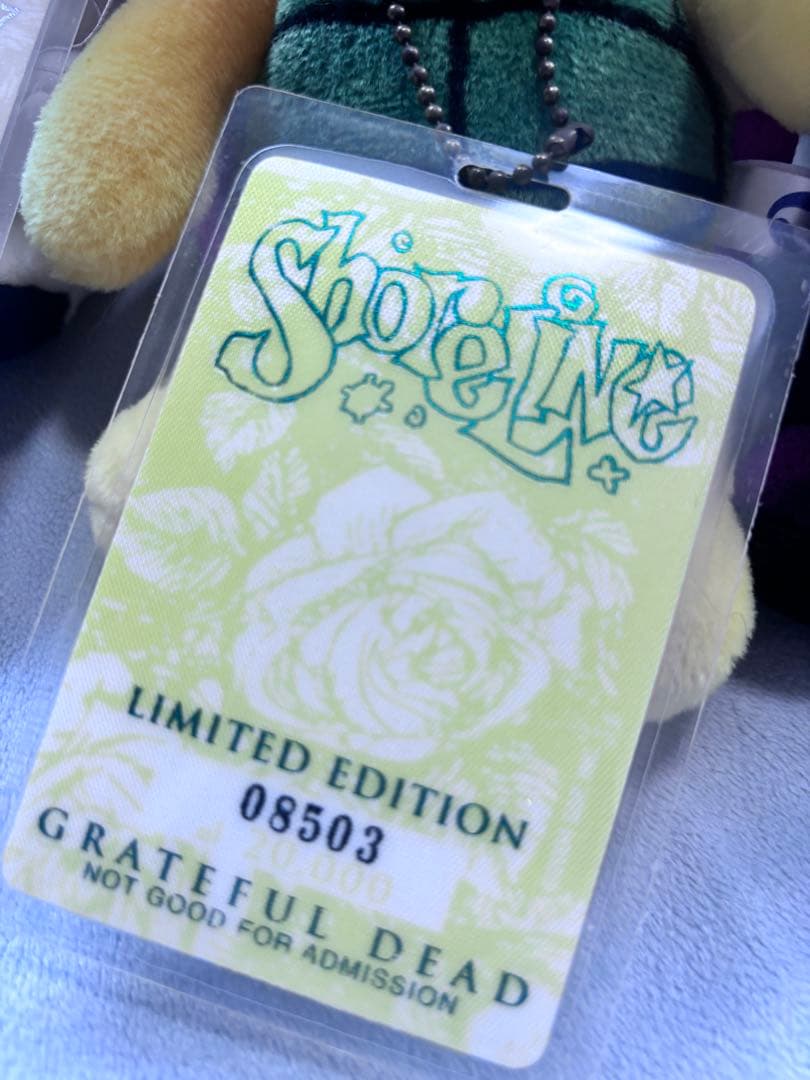 ShoreLiNe
LIMITED EDITION
08503
20,000
GRATEFUL DEAD
NOT GOOD FOR ADMISSION